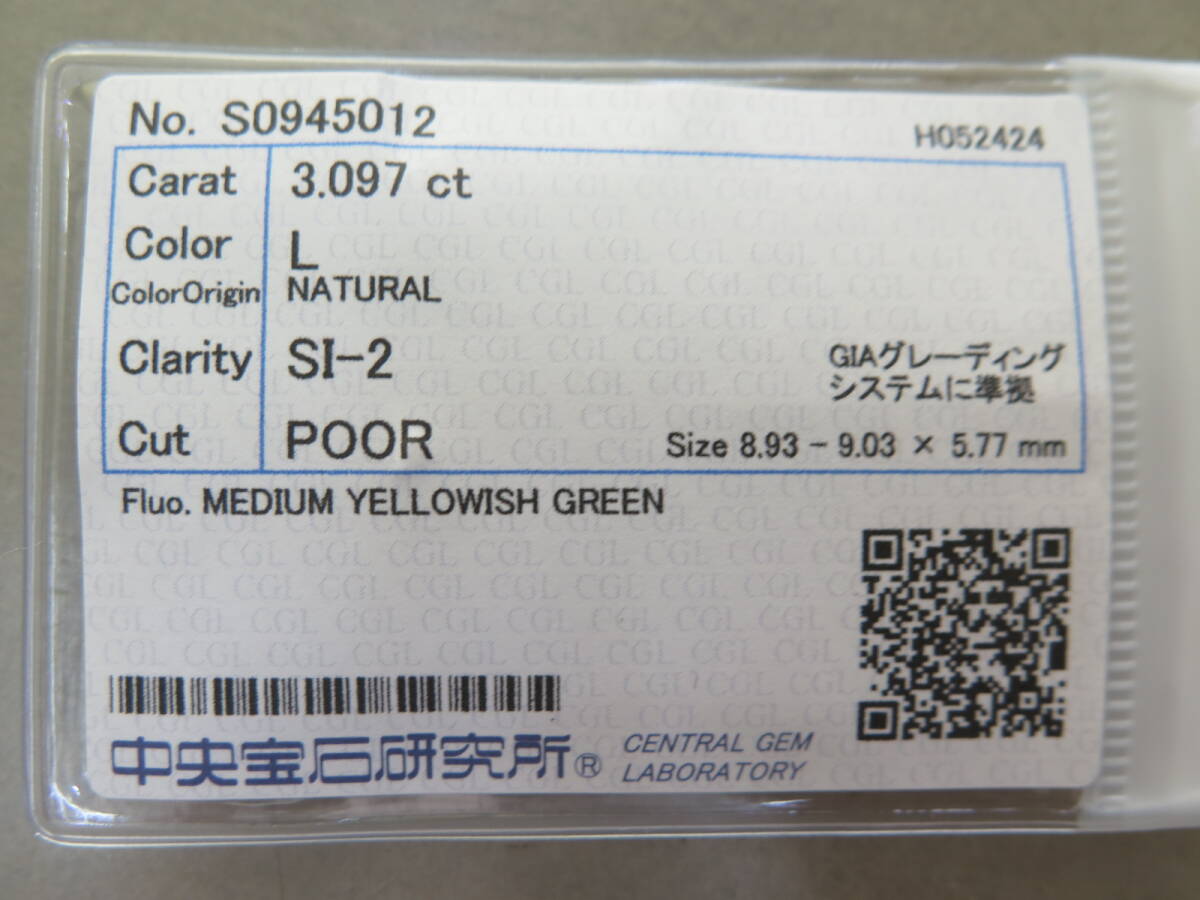 No. S0945012
H052424
Carat 3.097 ct
Color L
ColorOrigin NATURAL
Clarity SI-2
GIAグレーディング
システムに準拠
Cut POOR
Size 8.93 - 9.03 × 5.77 mm
Fluo. MEDIUM YELLOWISH GREEN
中央宝石研究所®
CENTRAL GEM
LABORATORY